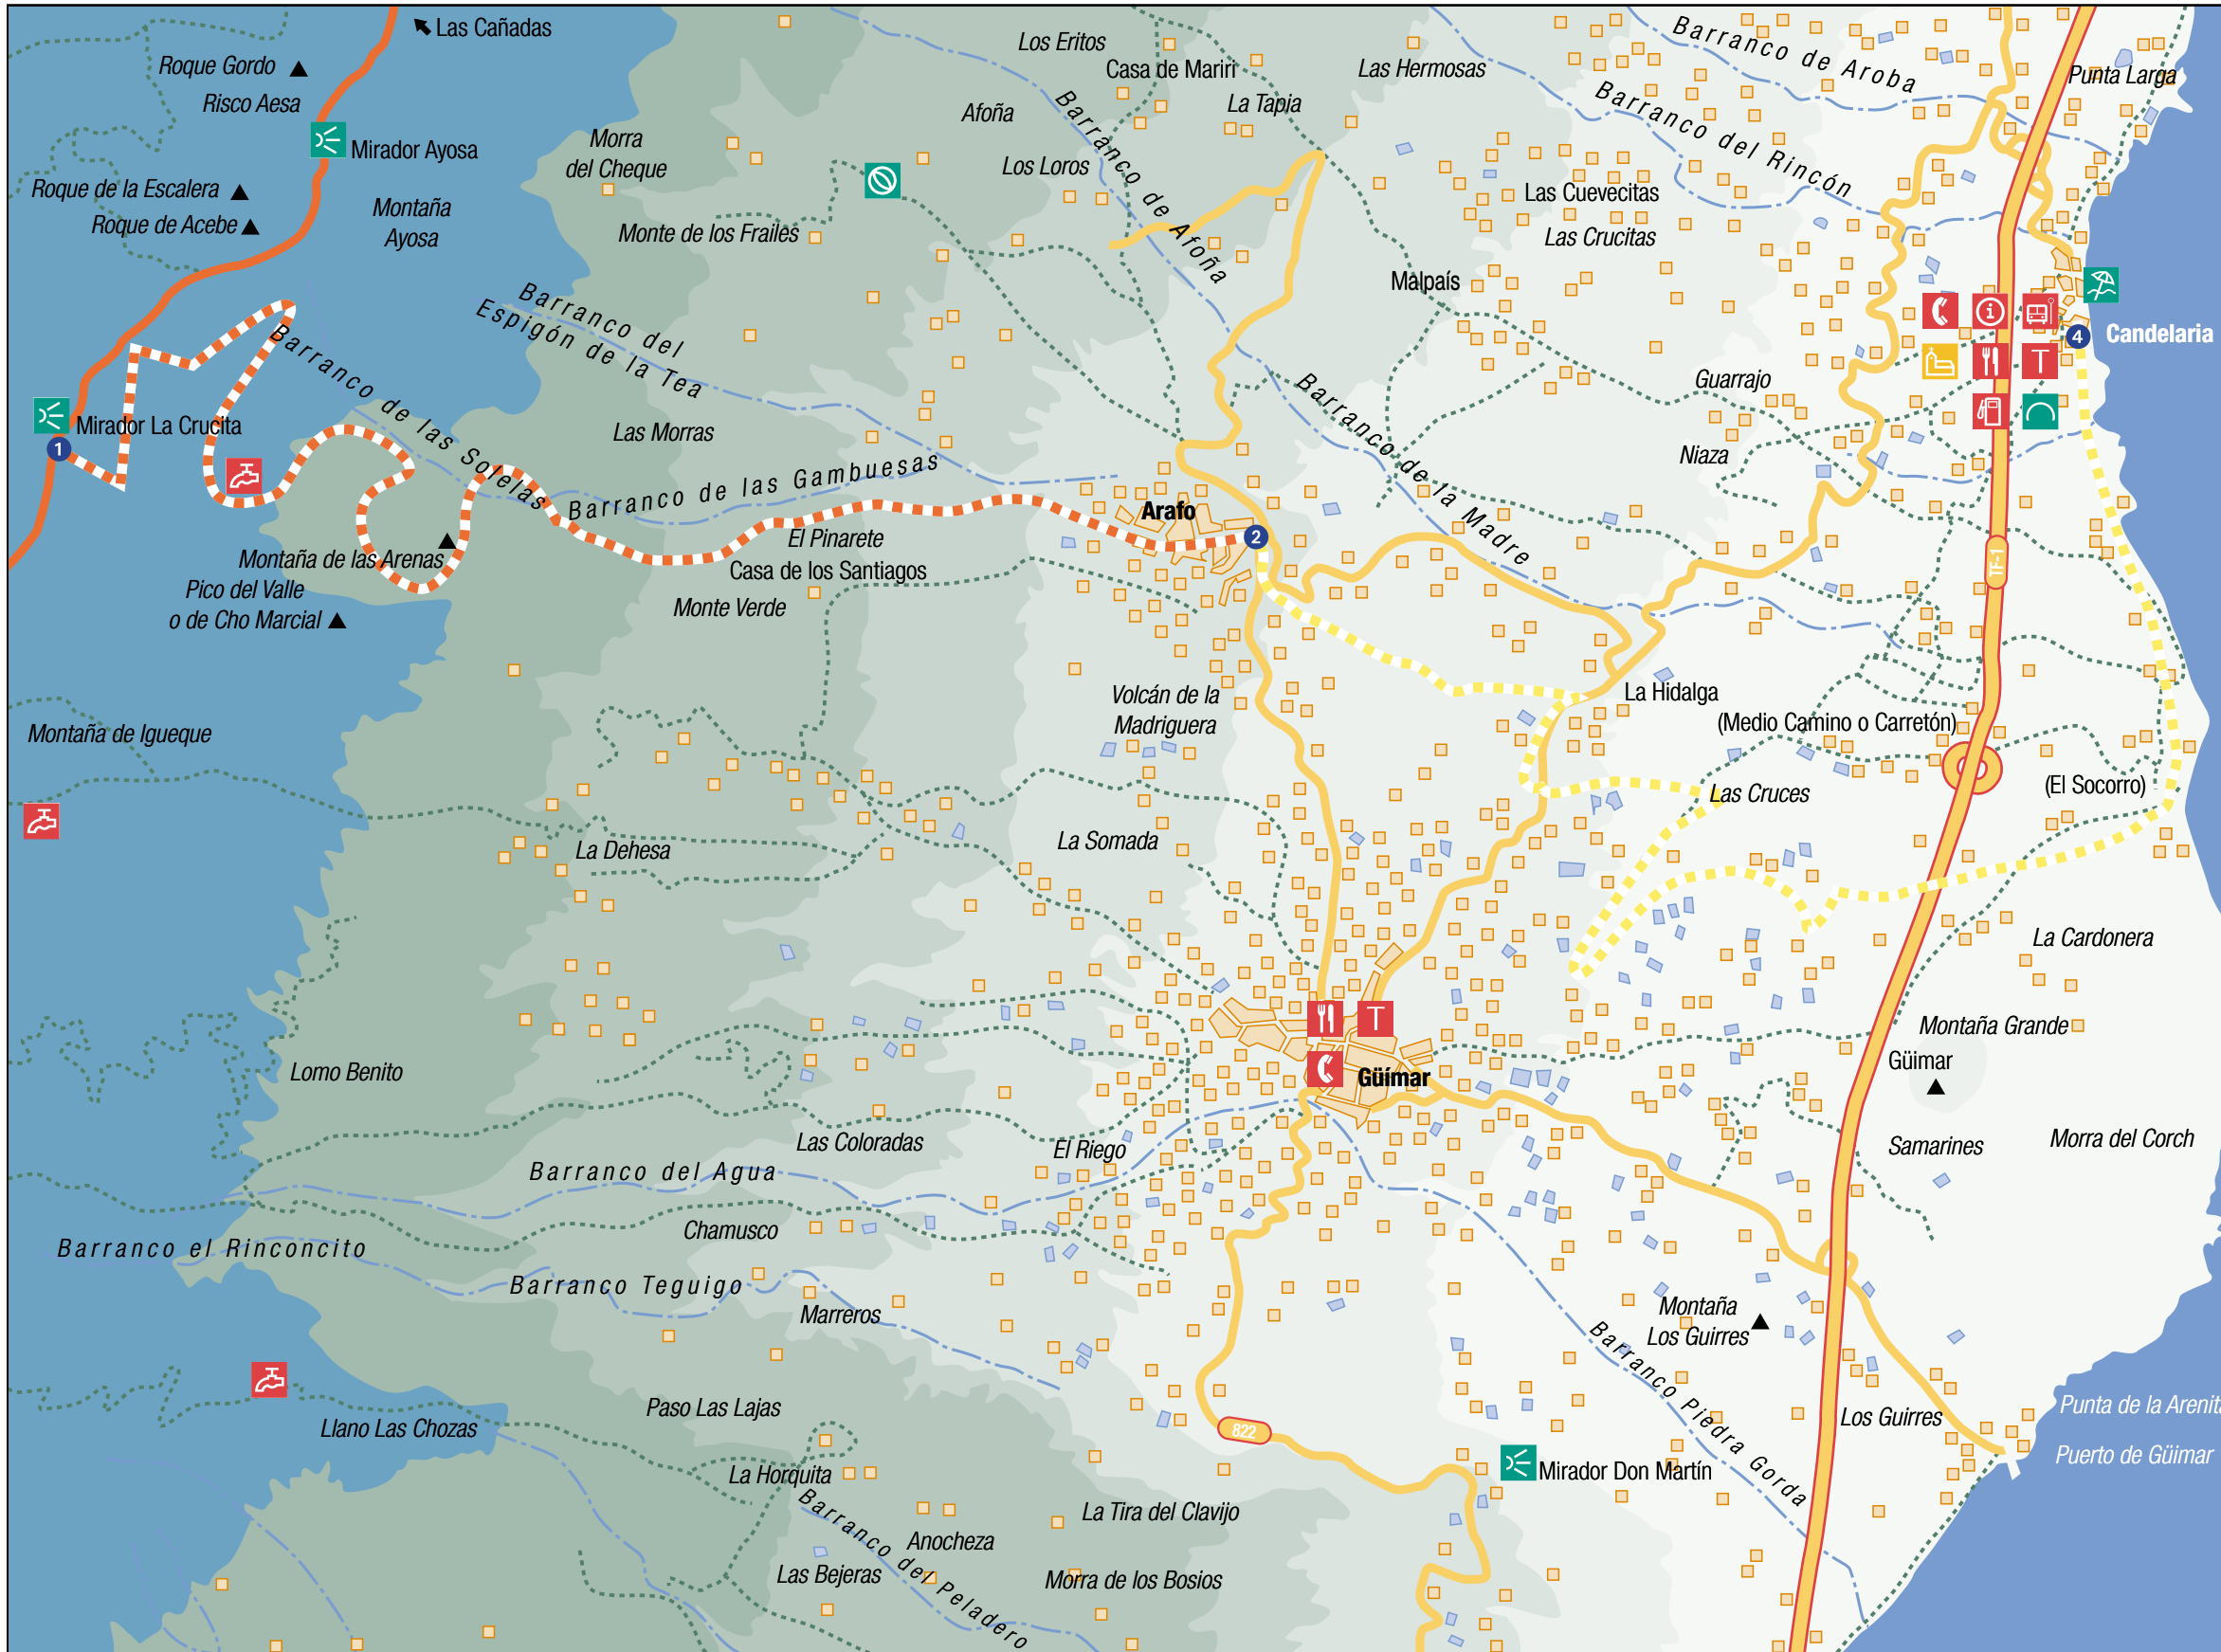 Las Cañadas
Roque Gordo
Risco Aesa
Mirador Ayosa
Roque de la Escalera
Roque de Acebe
Montaña
Ayosa
Morra
del Cheque
Monte de los Frailes
Los Eritos
Casa de Mariri
Afoña
La Tapia
Los Loros
Las Hermosas
Barranco de Afoña
Barranco de Aroba
Barranco del Rincón
Punta Larga
Las Cuevecitas
Las Crucitas
Malpaís
Candelaria
4
Guarrajo
Niaza
Barranco del
Espigón de la Tea
Barranco de las Solelas
Mirador La Crucita
1
Las Morras
Barranco de las Gambuesas
Barranco de la Madre
Arafo
2
El Pinarete
Casa de los Santiagos
Monte Verde
Montaña de las Arenas
Pico del Valle
o de Cho Marcial
TF-1
La Hidalga
(Medio Camino o Carretón)
Volcán de la
Madriguera
Montaña de Igueque
Las Cruces
(El Socorro)
La Somada
La Dehesa
La Cardonera
Montaña Grande
Güimar
Lomo Benito
Güímar
Las Coloradas
El Riego
Samarines
Morra del Corch
Barranco del Agua
Chamusco
Barranco el Rinconcito
Barranco Teguigo
Marreros
Montaña
Los Guirres
Barranco Piedra Gorda
Paso Las Lajas
Llano Las Chozas
822
Los Guirres
Punta de la Arenita
Puerto de Güimar
La Horquita
Mirador Don Martín
Barranco del Peladero
La Tira del Clavijo
Anocheza
Las Bejeras
Morra de los Bosios